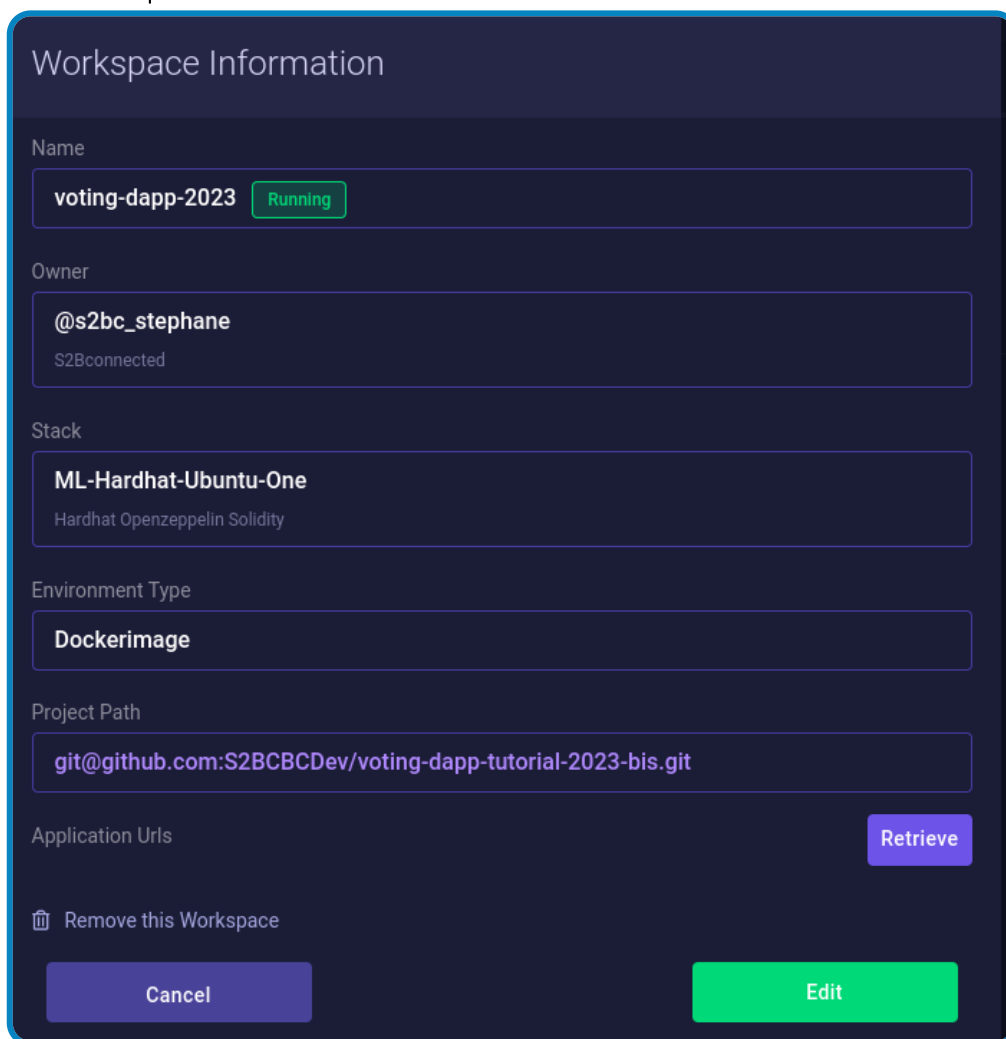 Workspace Information
Name
voting-dapp-2023 Running
Owner
@s2bc_stephane
S2Bconnected
Stack
ML-Hardhat-Ubuntu-One
Hardhat Openzeppelin Solidity
Environment Type
Dockerimage
Project Path
git@github.com:S2BCBCDev/voting-dapp-tutorial-2023-bis.git
Application Urls Retrieve
Remove this Workspace
Cancel Edit